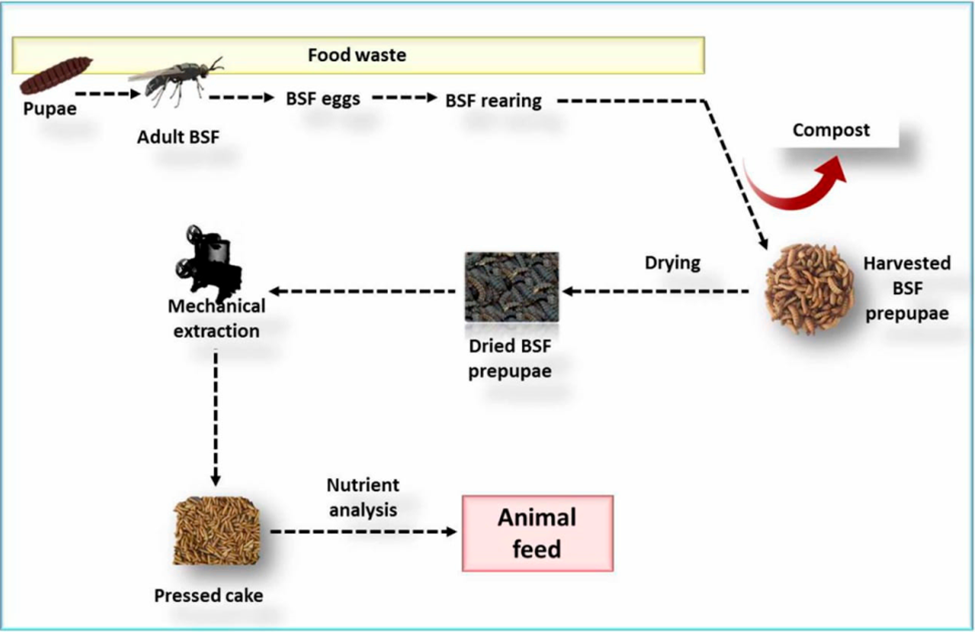 Food waste
Pupae
Adult BSF
BSF eggs
BSF rearing
Compost
Harvested
BSF
prepupae
Drying
Dried BSF
prepupae
Mechanical
extraction
Pressed cake
Nutrient
analysis
Animal
feed